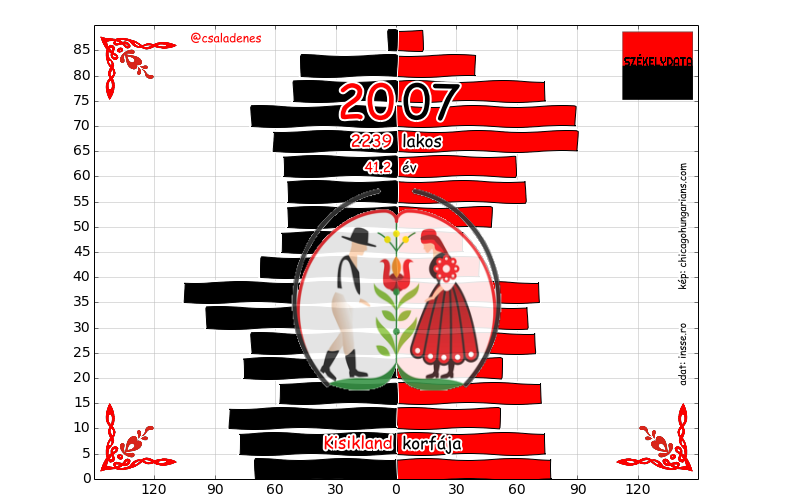 @csaladenes
SZÉKELYDATA
2007
2239 lakos
41,2 év
kép: chicagohungarians.com
adat: insse.ro
Kisikland korfája
85
80
75
70
65
60
55
50
45
40
35
30
25
20
15
10
5
0
120 90 60 30 0 30 60 90 120